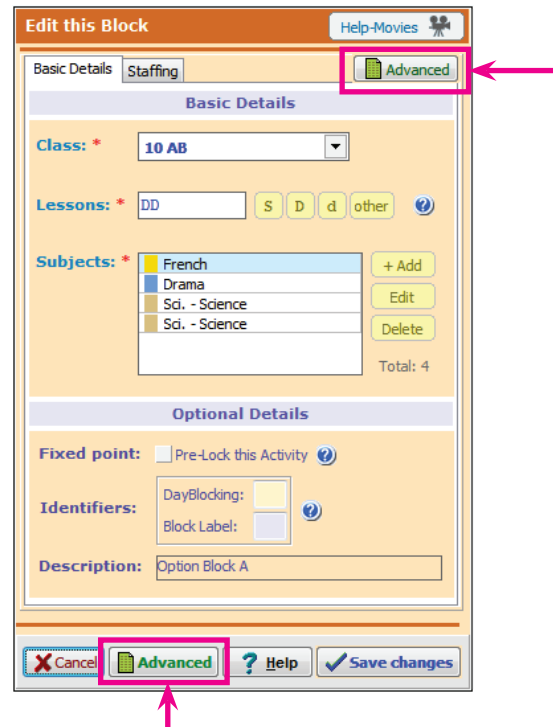 Edit this Block Help-Movies
Basic Details Staffing Advanced
Basic Details
Class: * 10 AB
Lessons: * DD S D d other ?
Subjects: * French + Add
Drama Edit
Sci. - Science
Sci. - Science Delete
Total: 4
Optional Details
Fixed point: Pre-Lock this Activity ?
Identifiers: DayBlocking: ?
Block Label:
Description: Option Block A
Cancel Advanced ? Help Save changes